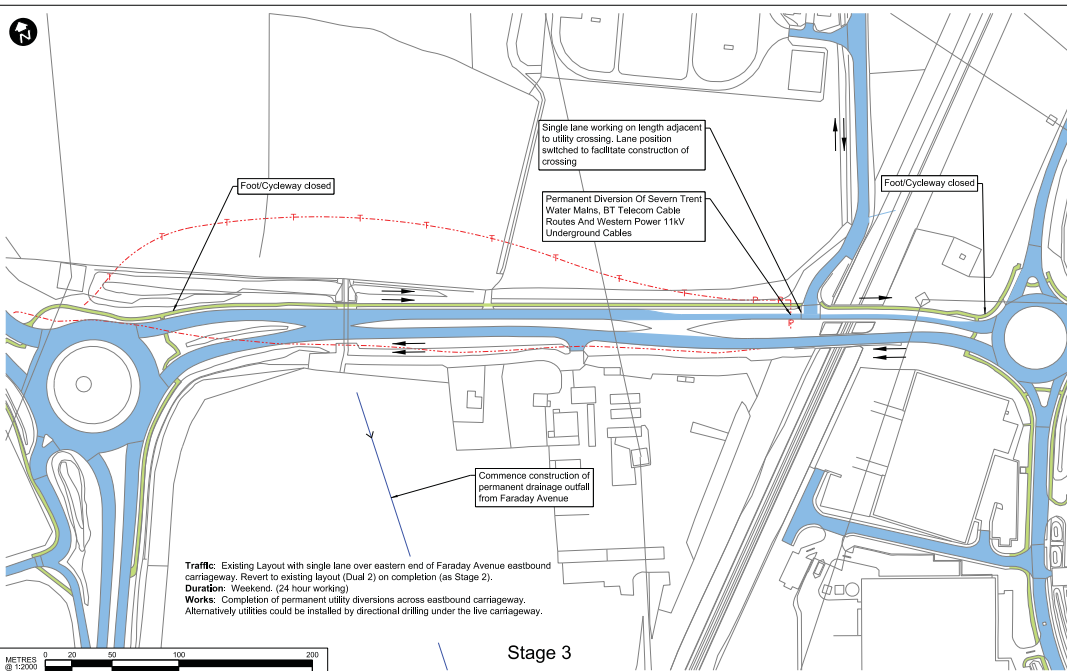 N
Single lane working on length adjacent
to utility crossing. Lane position
switched to facilitate construction of
crossing
Foot/Cycleway closed
Foot/Cycleway closed
Permanent Diversion Of Severn Trent
Water Mains, BT Telecom Cable
Routes And Western Power 11kV
Underground Cables
T
T
T
T
T
T
T
T
T
T
P
P
P
Commence construction of
permanent drainage outfall
from Faraday Avenue
Traffic: Existing Layout with single lane over eastern end of Faraday Avenue eastbound
carriageway. Revert to existing layout (Dual 2) on completion (as Stage 2).
Duration: Weekend. (24 hour working)
Works: Completion of permanent utility diversions across eastbound carriageway.
Alternatively utilities could be installed by directional drilling under the live carriageway.
Stage 3
METRES
@ 1:2000
0 20 50 100 200